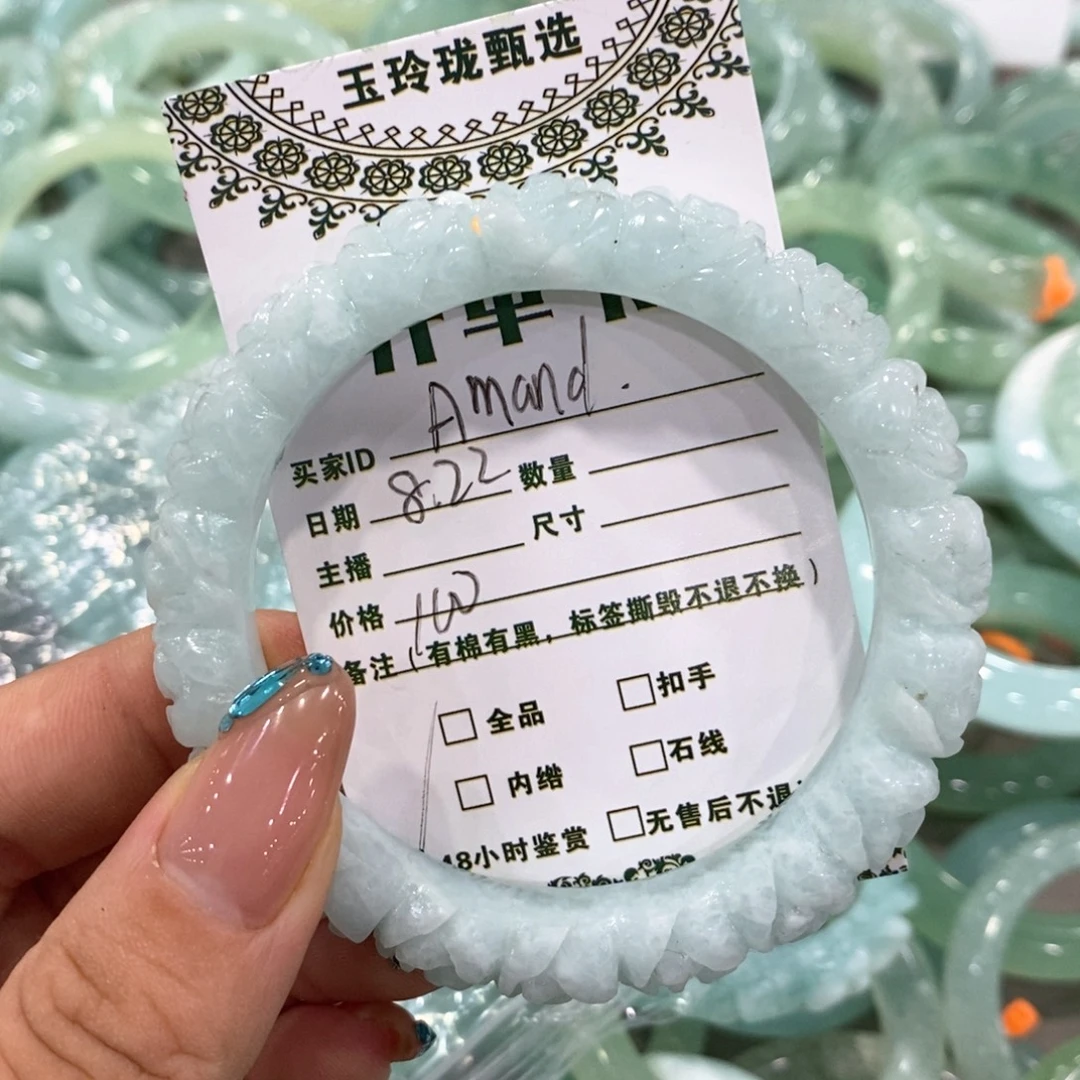 玉玲珑甄选
买家ID Amand.
日期 8.22 数量
主播 尺寸
价格 100
备注（有棉有黑，标签撕毁不退不换）
□全品 □扣手
□内绺 □石线
48小时鉴赏 □无售后不退